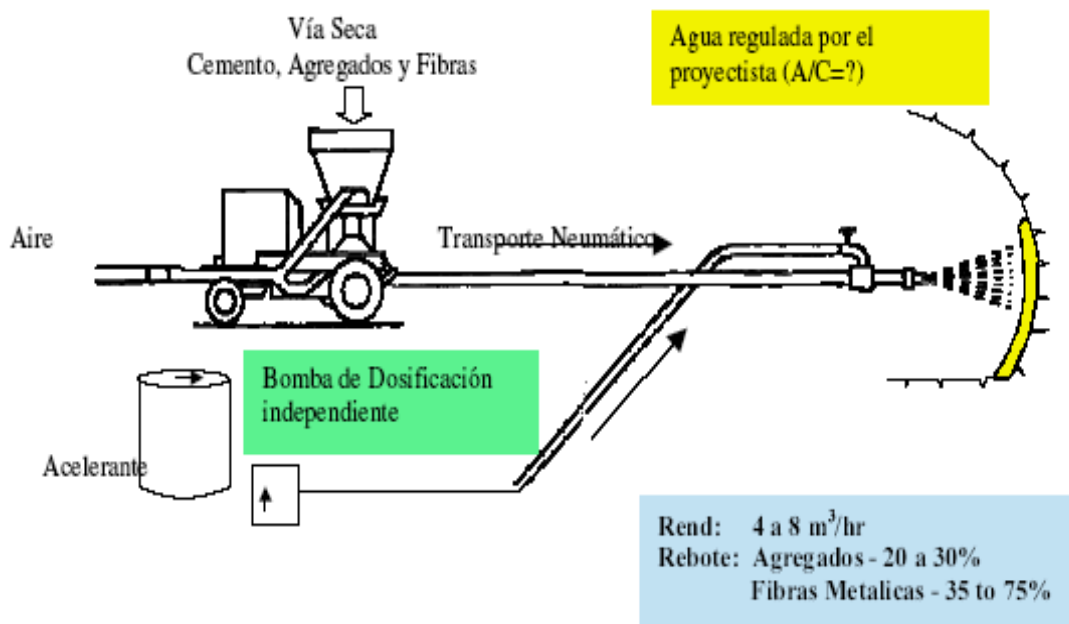 Vía Seca
Cemento, Agregados y Fibras
Agua regulada por el
proyectista (A/C=?)
Aire
Transporte Neumático
Bomba de Dosificación
independiente
Acelerante
Rend: 4 a 8 m³/hr
Rebote: Agregados - 20 a 30%
Fibras Metalicas - 35 to 75%